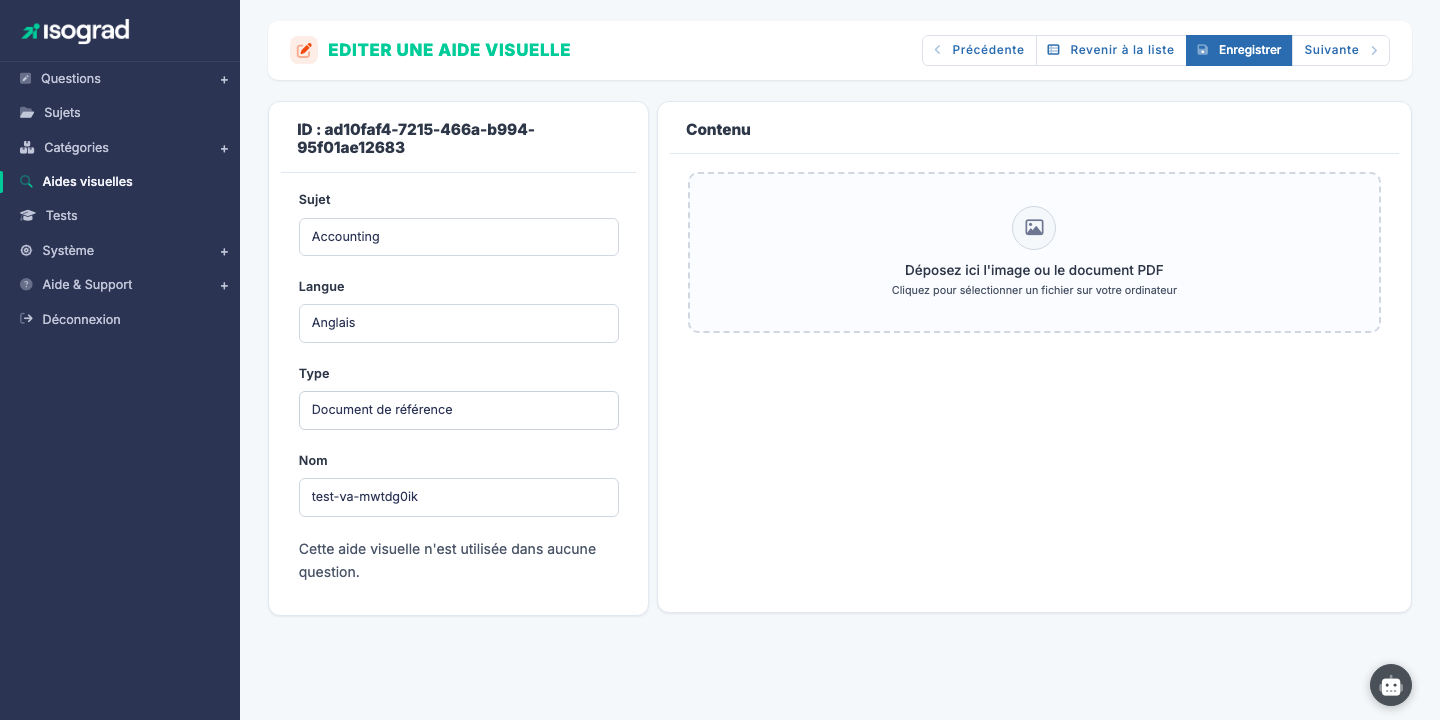 isograd
Questions +
Sujets
Catégories +
Aides visuelles
Tests
Système +
Aide & Support +
Déconnexion
EDITER UNE AIDE VISUELLE
Précédente
Revenir à la liste
Enregistrer
Suivante
ID : ad10faf4-7215-466a-b994-
95f01ae12683
Sujet
Accounting
Langue
Anglais
Type
Document de référence
Nom
test-va-mwtdg0ik
Cette aide visuelle n'est utilisée dans aucune
question.
Contenu
Déposez ici l'image ou le document PDF
Cliquez pour sélectionner un fichier sur votre ordinateur